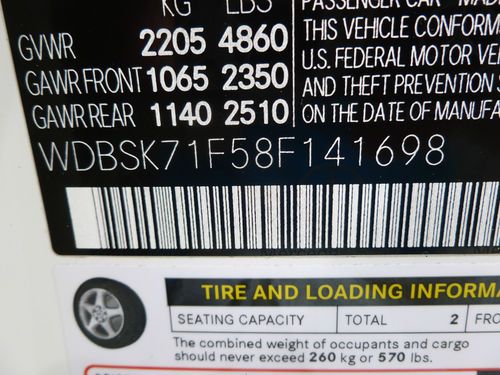 KG LBS
GVWR 2205 4860
GAWR FRONT 1065 2350
GAWR REAR 1140 2510
PASSENGER CAR - MADE
THIS VEHICLE CONFORM
U.S. FEDERAL MOTOR VE
AND THEFT PREVENTION S
ON THE DATE OF MANUFA
WDBSK71F58F141698
TIRE AND LOADING INFORMA
SEATING CAPACITY TOTAL 2 FRO
The combined weight of occupants and cargo
should never exceed 260 kg or 570 lbs.